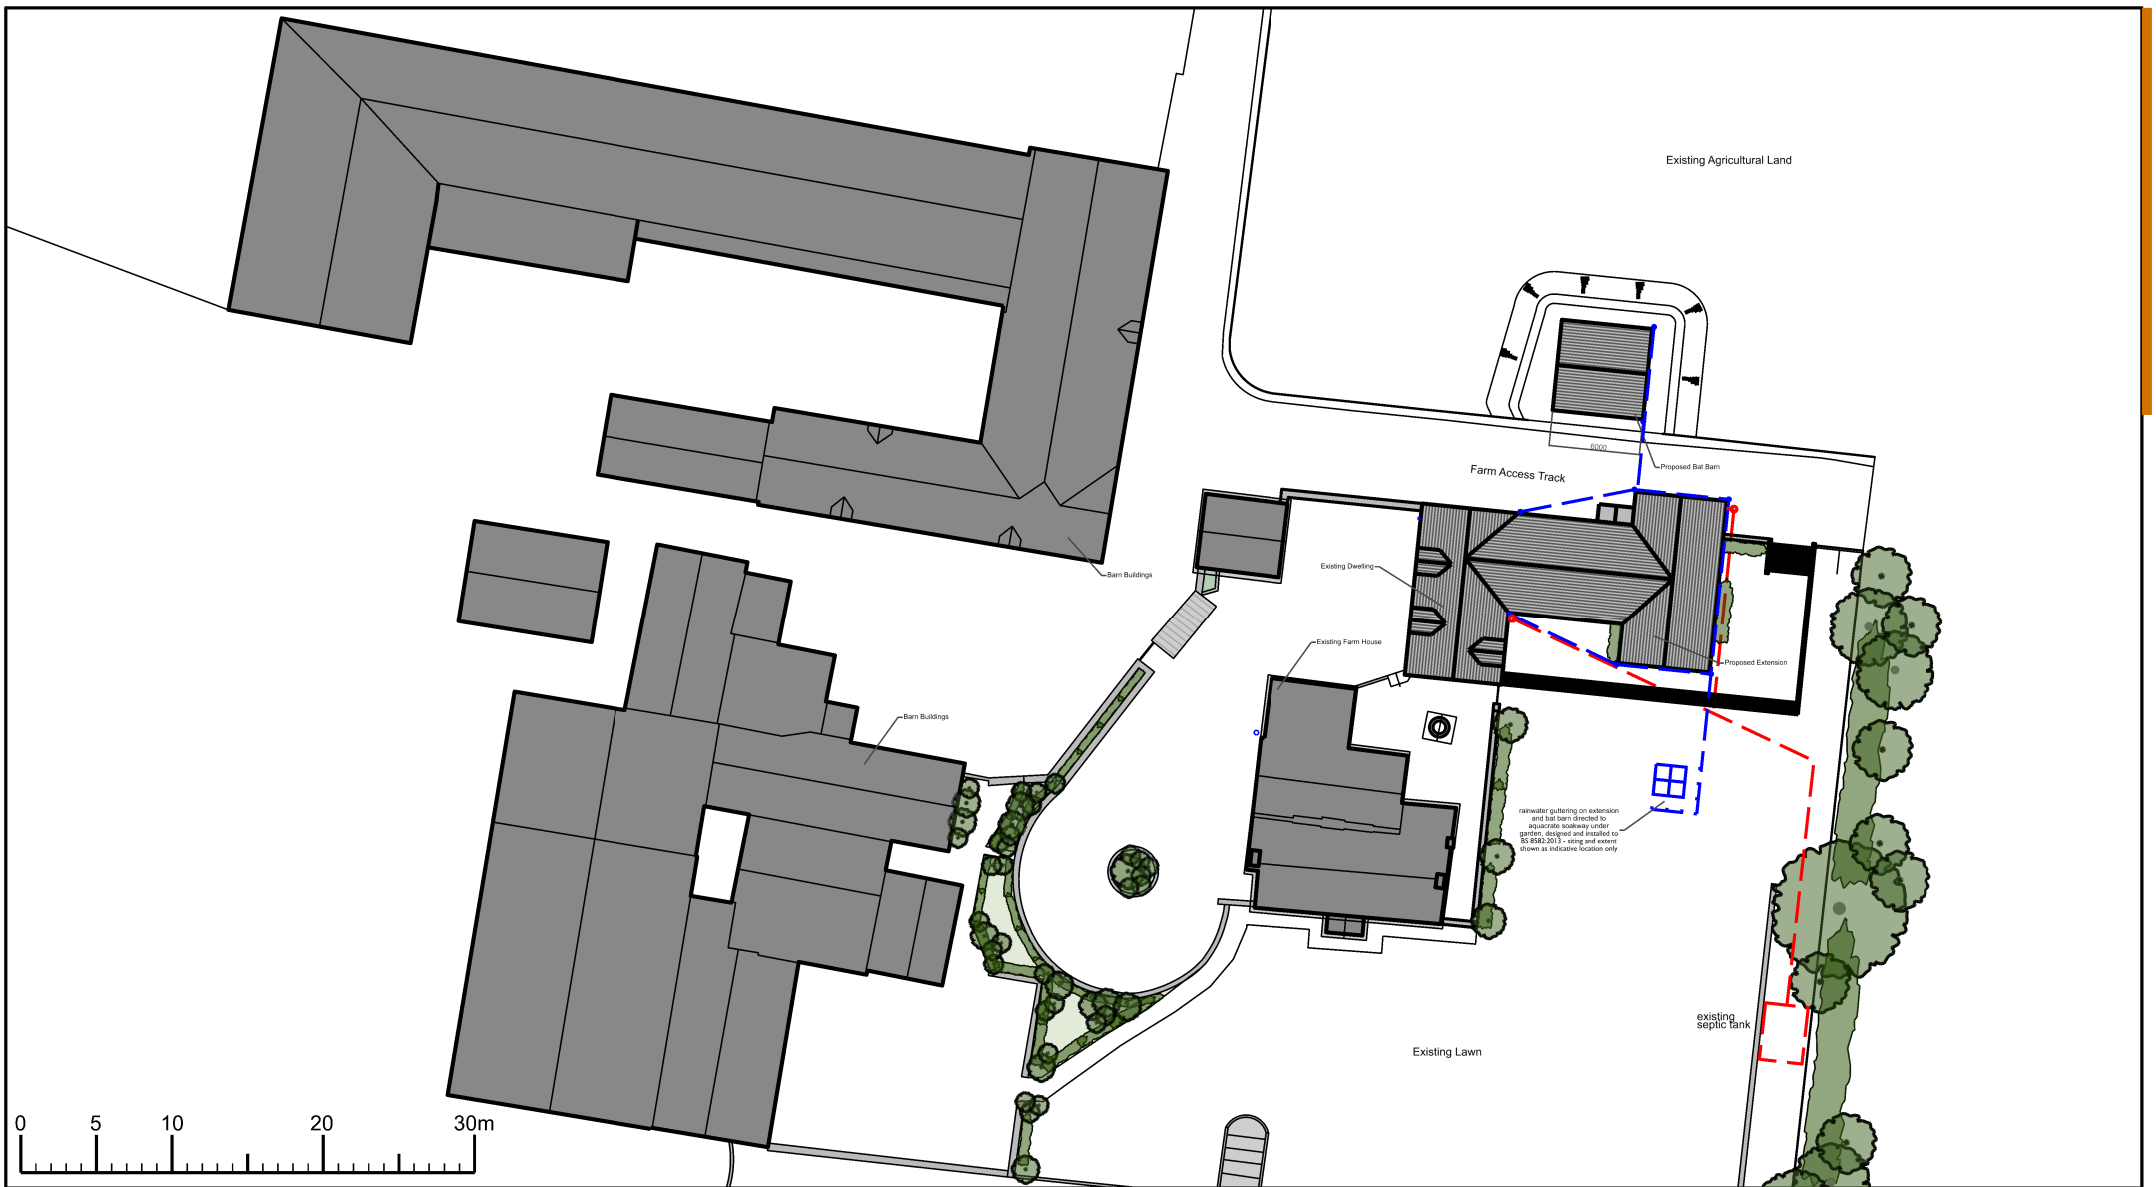 Existing Agricultural Land
6000
Proposed Bat Barn
Farm Access Track
Existing Dwelling
Barn Buildings
Existing Farm House
Proposed Extension
Barn Buildings
rainwater guttering on extension
and bat barn directed to
aquacrate soakway under
garden, designed and installed to
BS 8582:2013 - siting and extent
shown as indicative location only
existing
septic tank
Existing Lawn
0 5 10 20 30m